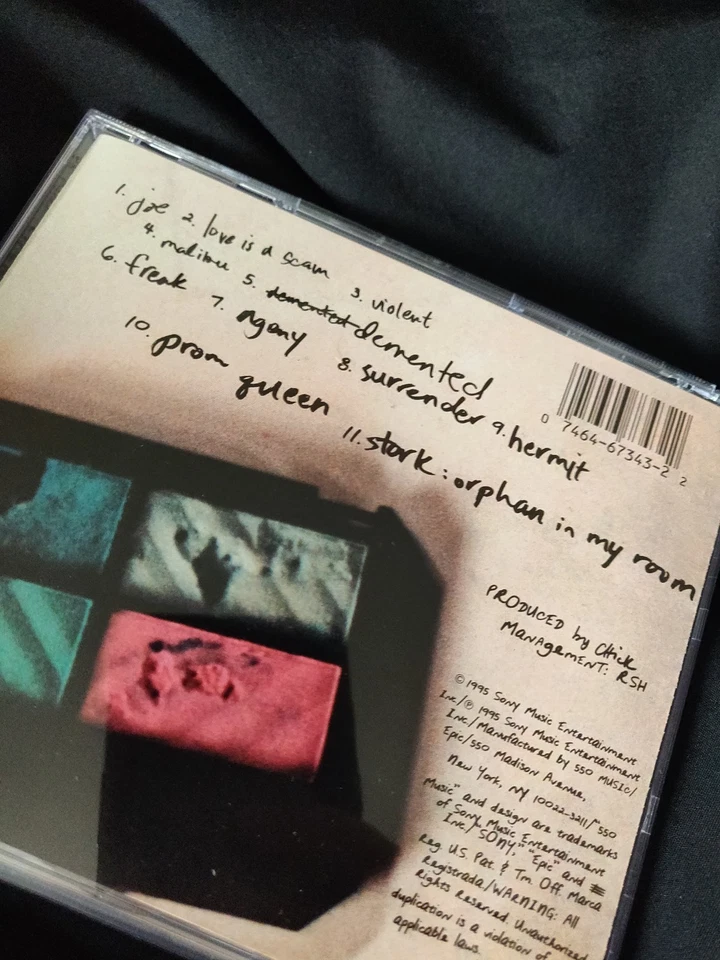 1. joe 2. love is a scam 3. violent
4. malibu 5. demented demented
6. freak 7. agony 8. surrender 9. hermit
10. prom queen 11. stork: orphan in my room
0 7464-67343-2 2
PRODUCED by Chick
MANAGEMENT: RSH
© 1995 Sony Music Entertainment
Inc/℗ 1995 Sony Music Entertainment
Inc./Manufactured by 550 MUSIC/
Epic/550 Madison Avenue,
New York, NY 10022-3211/"550
Music" and design are trademarks
of Sony Music Entertainment
Inc/"SONY," "Epic" and
Reg U.S. Pat. & Tm. Off. Marca
Registrada/WARNING: All
Rights Reserved. Unauthorized
duplication is a violation of
applicable laws.